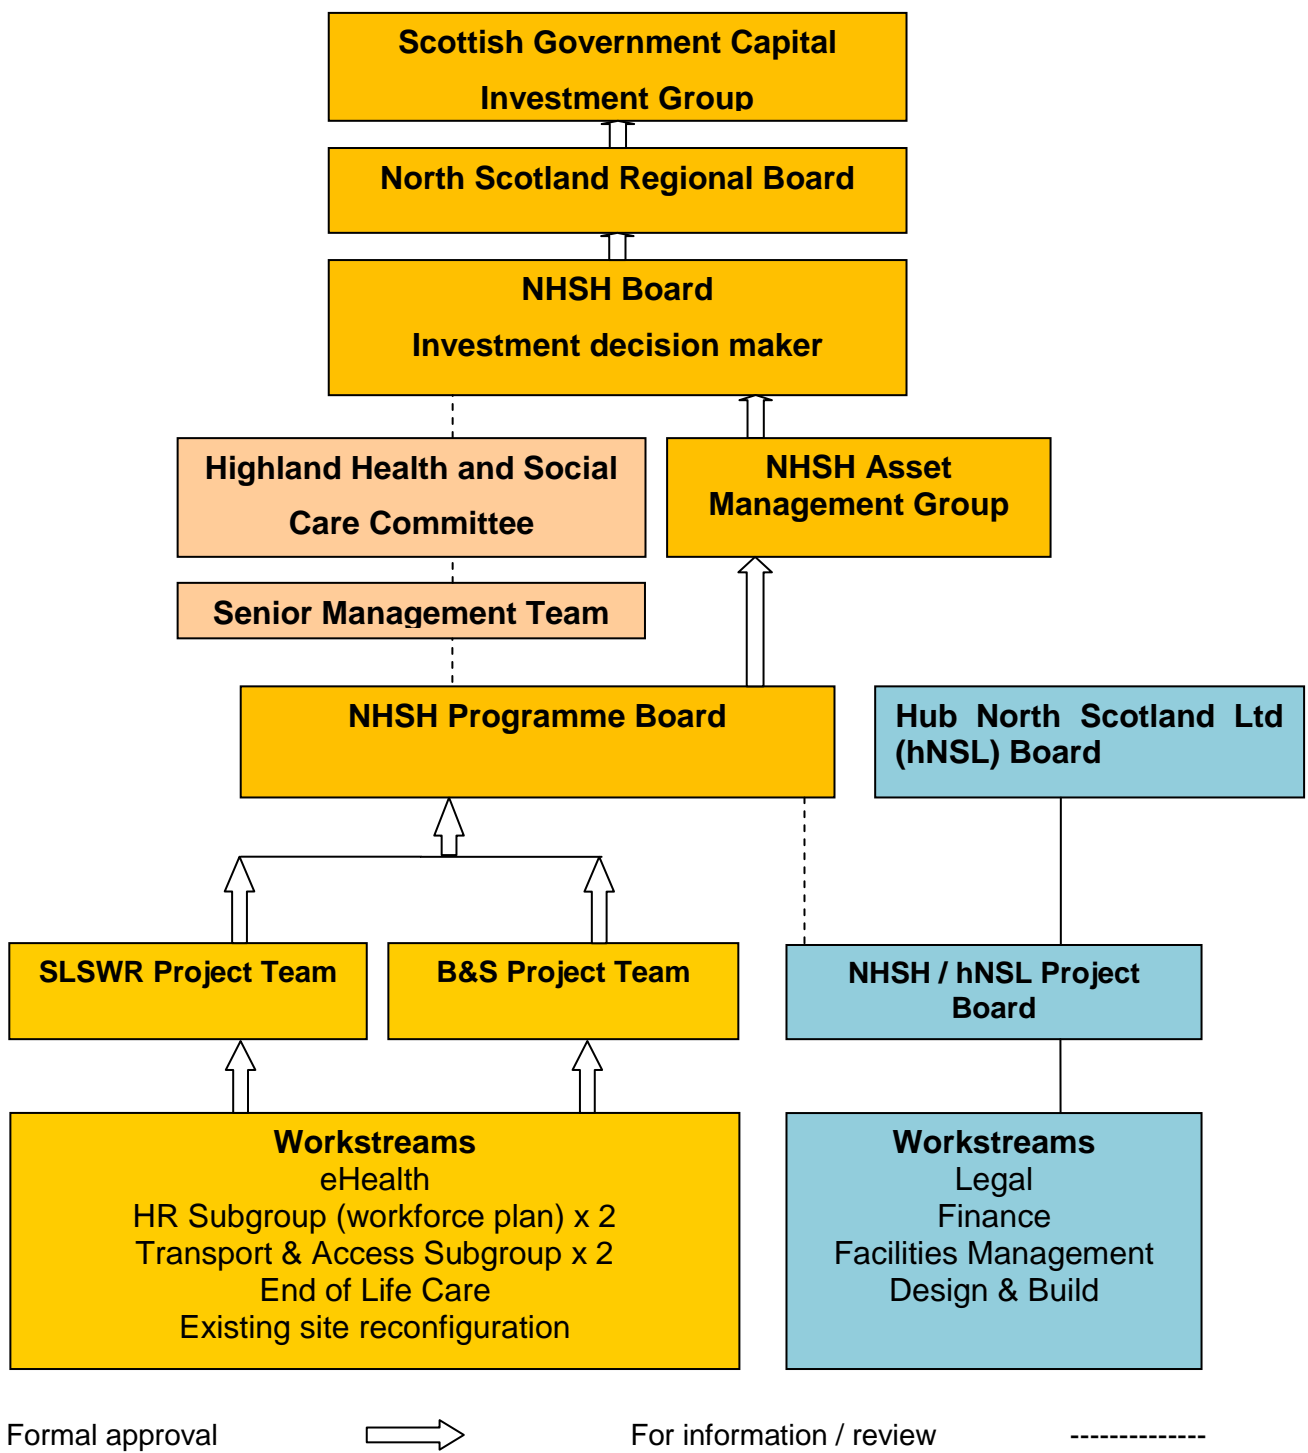 Scottish Government Capital
Investment Group
North Scotland Regional Board
NHSH Board
Investment decision maker
Highland Health and Social
Care Committee
NHSH Asset
Management Group
Senior Management Team
NHSH Programme Board
Hub North Scotland Ltd
(hNSL) Board
SLSWR Project Team
B&S Project Team
NHSH / hNSL Project
Board
Workstreams
eHealth
HR Subgroup (workforce plan) x 2
Transport & Access Subgroup x 2
End of Life Care
Existing site reconfiguration
Workstreams
Legal
Finance
Facilities Management
Design & Build
Formal approval
For information / review